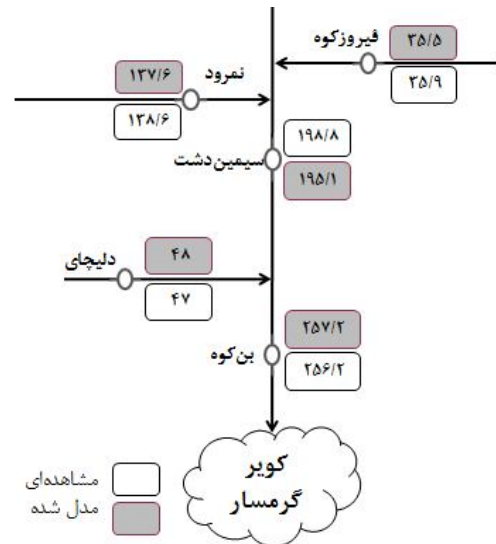 فیروزکوه
۳۵/۵
۳۵/۹
نمرود
۱۳۷/۶
۱۳۸/۶
۱۹۸/۸
سیمین‌دشت
۱۹۵/۱
دلیچای
۴۸
۴۷
۲۵۷/۲
بن‌کوه
۲۵۶/۲
کویر
گرمسار
مشاهده‌ای
مدل شده